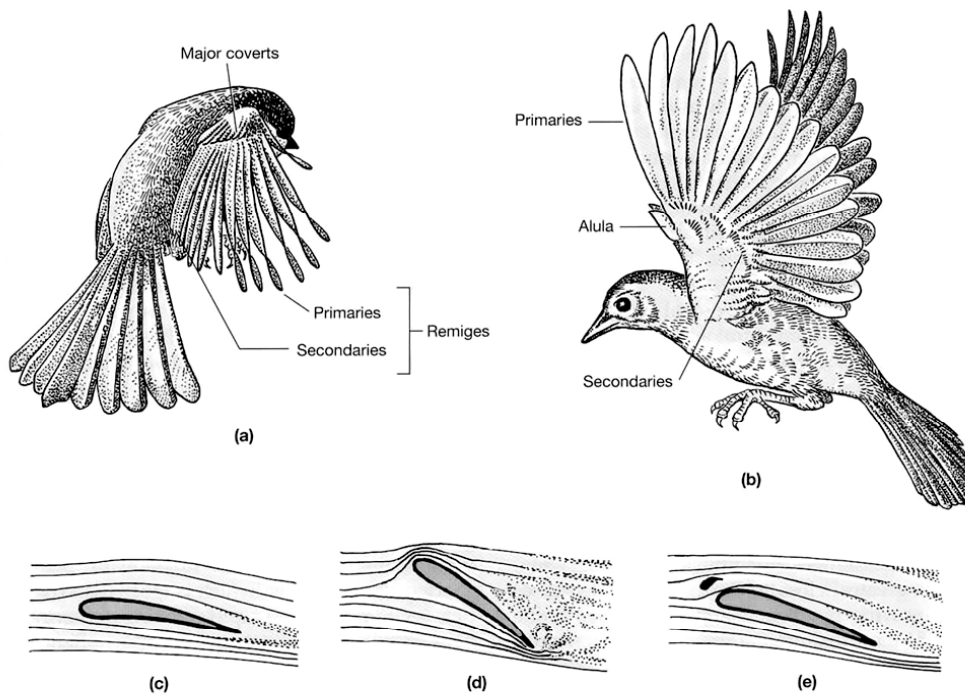 Major coverts
Primaries
Secondaries
Remiges
(a)
Primaries
Alula
Secondaries
(b)
(c)
(d)
(e)